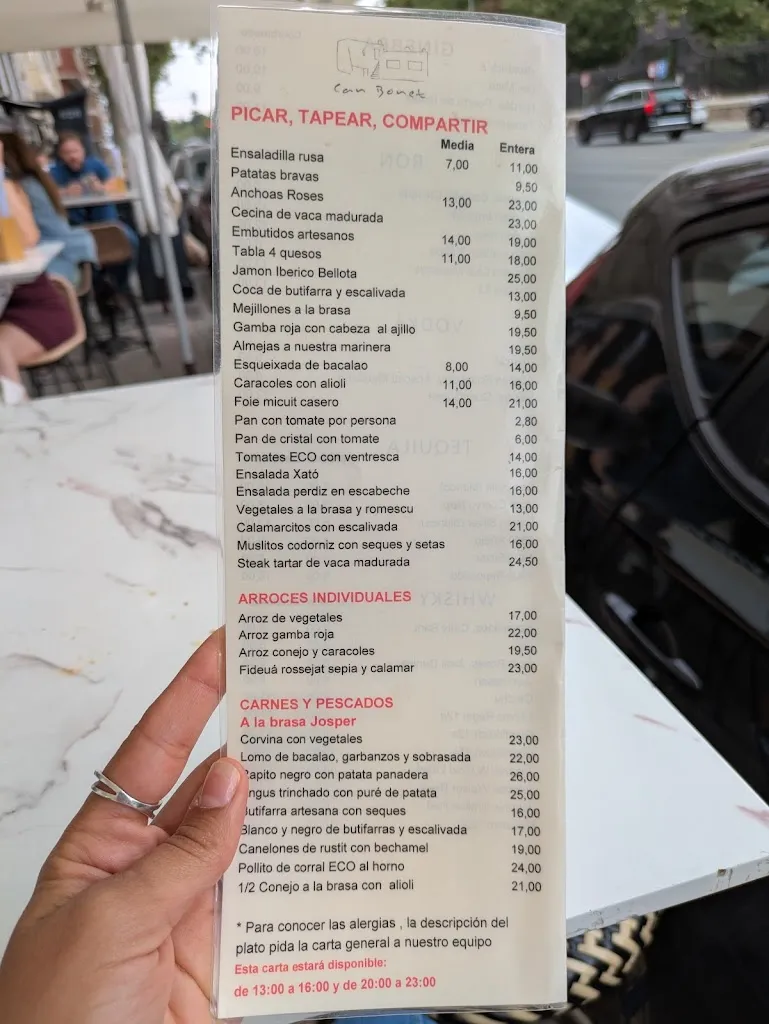 Can Bonet
PICAR, TAPEAR, COMPARTIR
Media Entera
Ensaladilla rusa 7,00 11,00
Patatas bravas 9,50
Anchoas Roses 13,00 23,00
Cecina de vaca madurada 23,00
Embutidos artesanos 14,00 19,00
Tabla 4 quesos 11,00 18,00
Jamon Iberico Bellota 25,00
Coca de butifarra y escalivada 13,00
Mejillones a la brasa 9,50
Gamba roja con cabeza al ajillo 19,50
Almejas a nuestra marinera 19,50
Esqueixada de bacalao 8,00 14,00
Caracoles con alioli 11,00 16,00
Foie micuit casero 14,00 21,00
Pan con tomate por persona 2,80
Pan de cristal con tomate 6,00
Tomates ECO con ventresca 14,00
Ensalada Xató 16,00
Ensalada perdiz en escabeche 16,00
Vegetales a la brasa y romescu 13,00
Calamarcitos con escalivada 21,00
Muslitos codorniz con seques y setas 16,00
Steak tartar de vaca madurada 24,50
ARROCES INDIVIDUALES
Arroz de vegetales 17,00
Arroz gamba roja 22,00
Arroz conejo y caracoles 19,50
Fideuá rossejat sepia y calamar 23,00
CARNES Y PESCADOS
A la brasa Josper
Corvina con vegetales 23,00
Lomo de bacalao, garbanzos y sobrasada 22,00
Rapito negro con patata panadera 26,00
Angus trinchado con puré de patata 25,00
Butifarra artesana con seques 16,00
Blanco y negro de butifarras y escalivada 17,00
Canelones de rustit con bechamel 19,00
Pollito de corral ECO al horno 24,00
1/2 Conejo a la brasa con alioli 21,00
* Para conocer las alergias , la descripción del
plato pida la carta general a nuestro equipo
Esta carta estará disponible:
de 13:00 a 16:00 y de 20:00 a 23:00